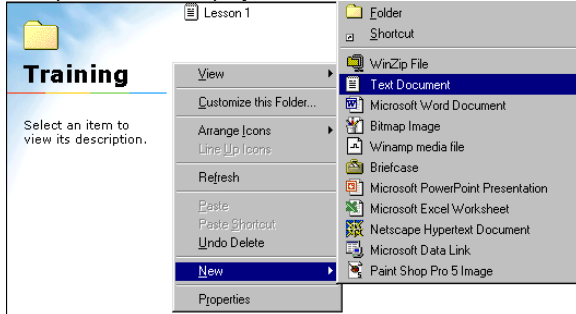 Lesson 1
Training
Select an item to
view its description.
View
Customize this Folder...
Arrange Icons
Line Up Icons
Refresh
Paste
Paste Shortcut
Undo Delete
New
Properties
Folder
Shortcut
WinZip File
Text Document
Microsoft Word Document
Bitmap Image
Winamp media file
Briefcase
Microsoft PowerPoint Presentation
Microsoft Excel Worksheet
Netscape Hypertext Document
Microsoft Data Link
Paint Shop Pro 5 Image